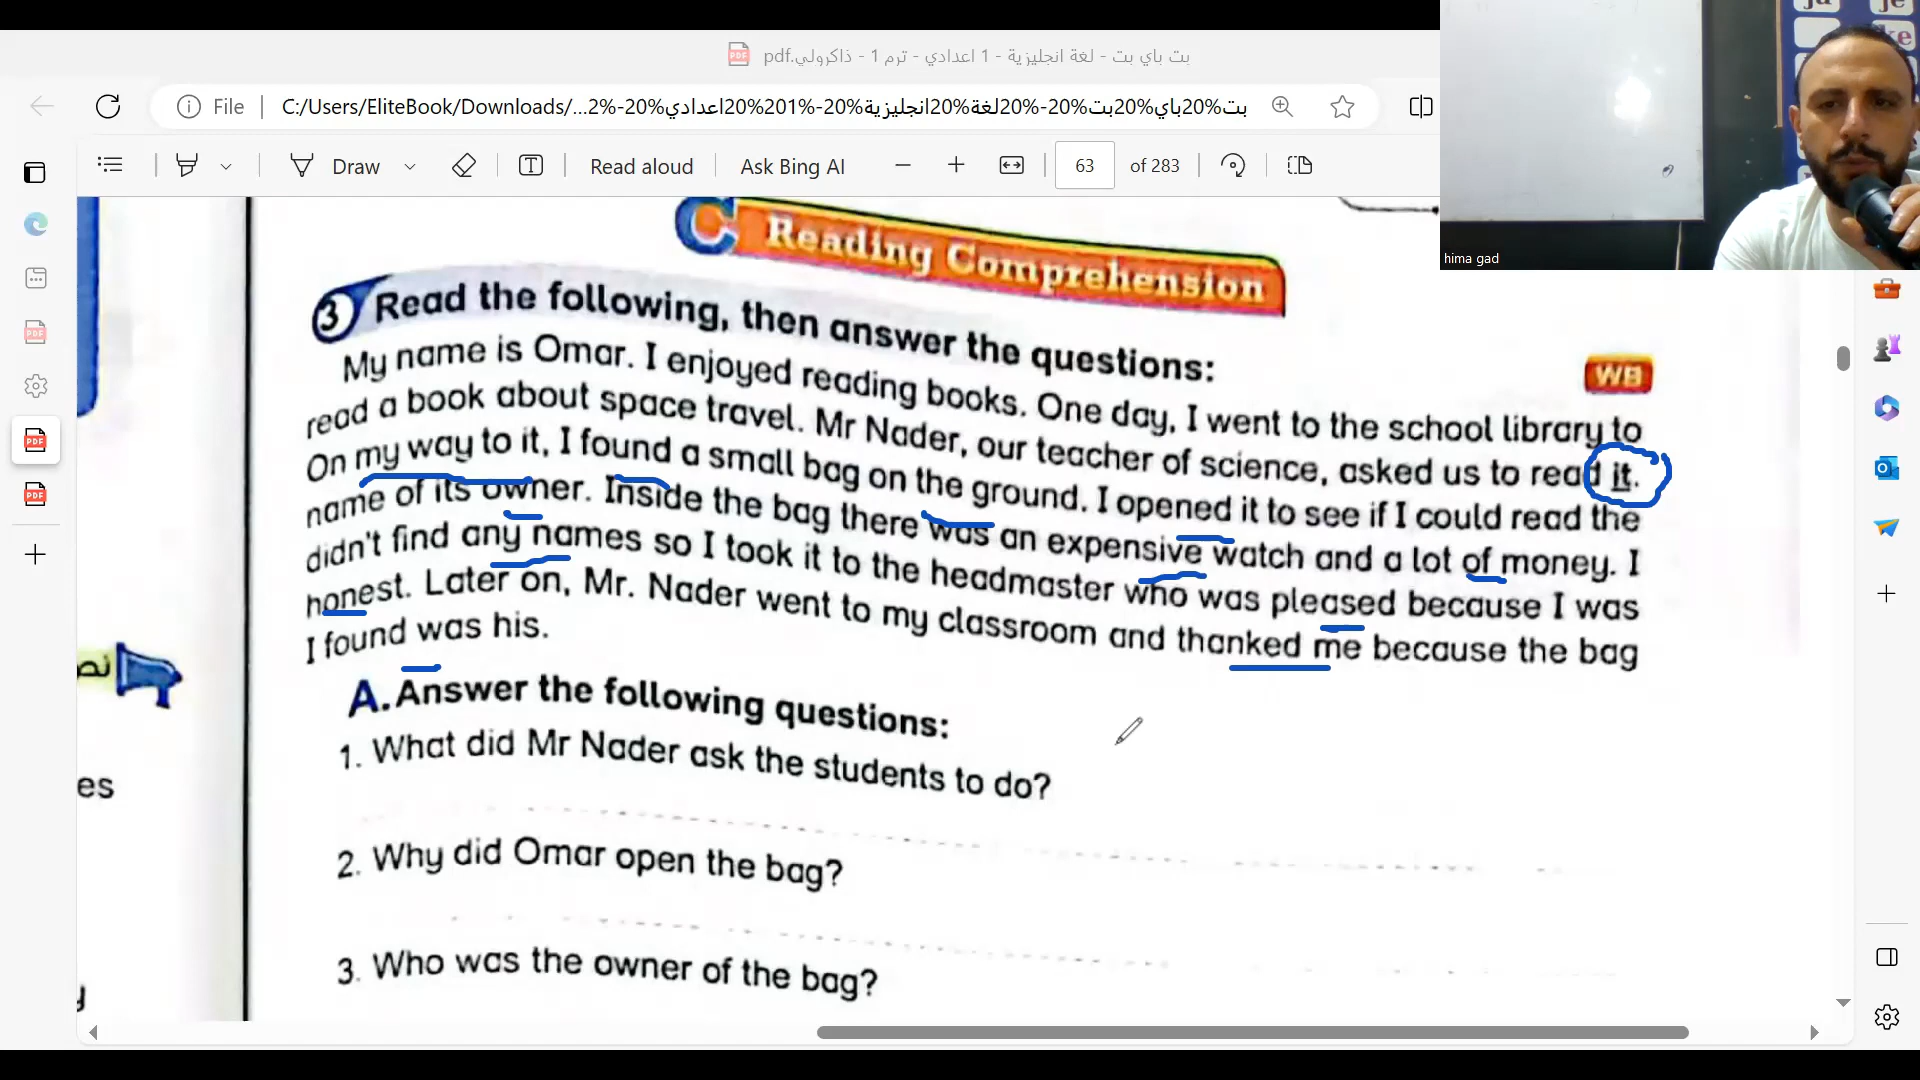 بت باي بت - لغة انجليزية - 1 اعدادي - ترم 1 - ذاكرولي.pdf
File
C:/Users/EliteBook/Downloads/...2%-20%اعدادي20%201%-20%بت%20باي%20بت%20-%20لغة%20انجليزية
Draw
Read aloud
Ask Bing AI
63
of 283
hima gad
C Reading Comprehension
3 Read the following, then answer the questions:
WB
My name is Omar. I enjoyed reading books. One day, I went to the school library to
read a book about space travel. Mr Nader, our teacher of science, asked us to read it.
On my way to it, I found a small bag on the ground. I opened it to see if I could read the
name of its owner. Inside the bag there was an expensive watch and a lot of money. I
didn't find any names so I took it to the headmaster who was pleased because I was
honest. Later on, Mr. Nader went to my classroom and thanked me because the bag
I found was his.
A. Answer the following questions:
1. What did Mr Nader ask the students to do?
2. Why did Omar open the bag?
3. Who was the owner of the bag?
es